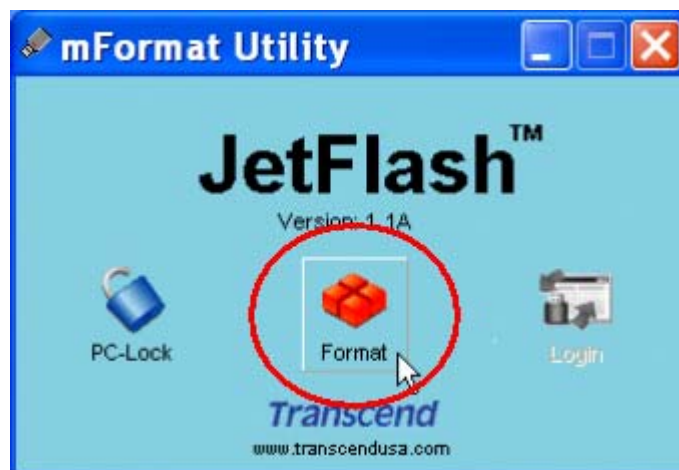 mFormat Utility
JetFlash™
Version: 1.1A
PC-Lock
Format
Login
Transcend
www.transcendusa.com